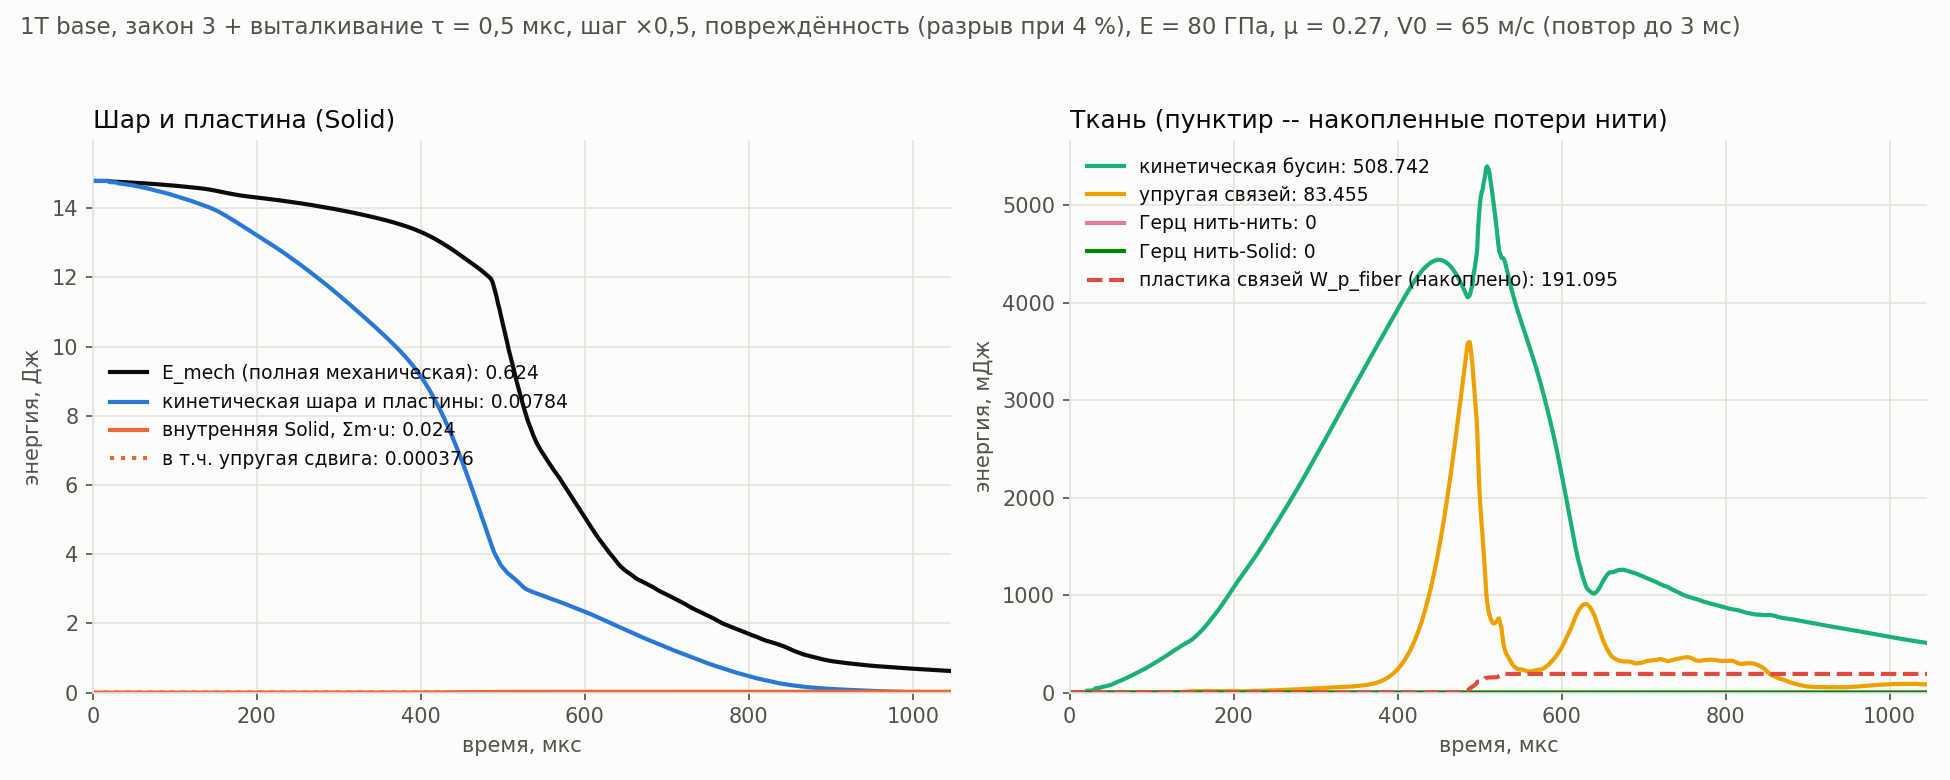 1T base, закон 3 + выталкивание τ = 0,5 мкс, шаг ×0,5, повреждённость (разрыв при 4 %), E = 80 ГПа, μ = 0.27, V0 = 65 м/с (повтор до 3 мс)
Шар и пластина (Solid)
энергия, Дж
14
12
10
8
6
4
2
0
E_mech (полная механическая): 0.624
кинетическая шара и пластины: 0.00784
внутренняя Solid, Σm·u: 0.024
в т.ч. упругая сдвига: 0.000376
0 200 400 600 800 1000
время, мкс
Ткань (пунктир -- накопленные потери нити)
энергия, мДж
5000
4000
3000
2000
1000
0
кинетическая бусин: 508.742
упругая связей: 83.455
Герц нить-нить: 0
Герц нить-Solid: 0
пластика связей W_p_fiber (накоплено): 191.095
0 200 400 600 800 1000
время, мкс